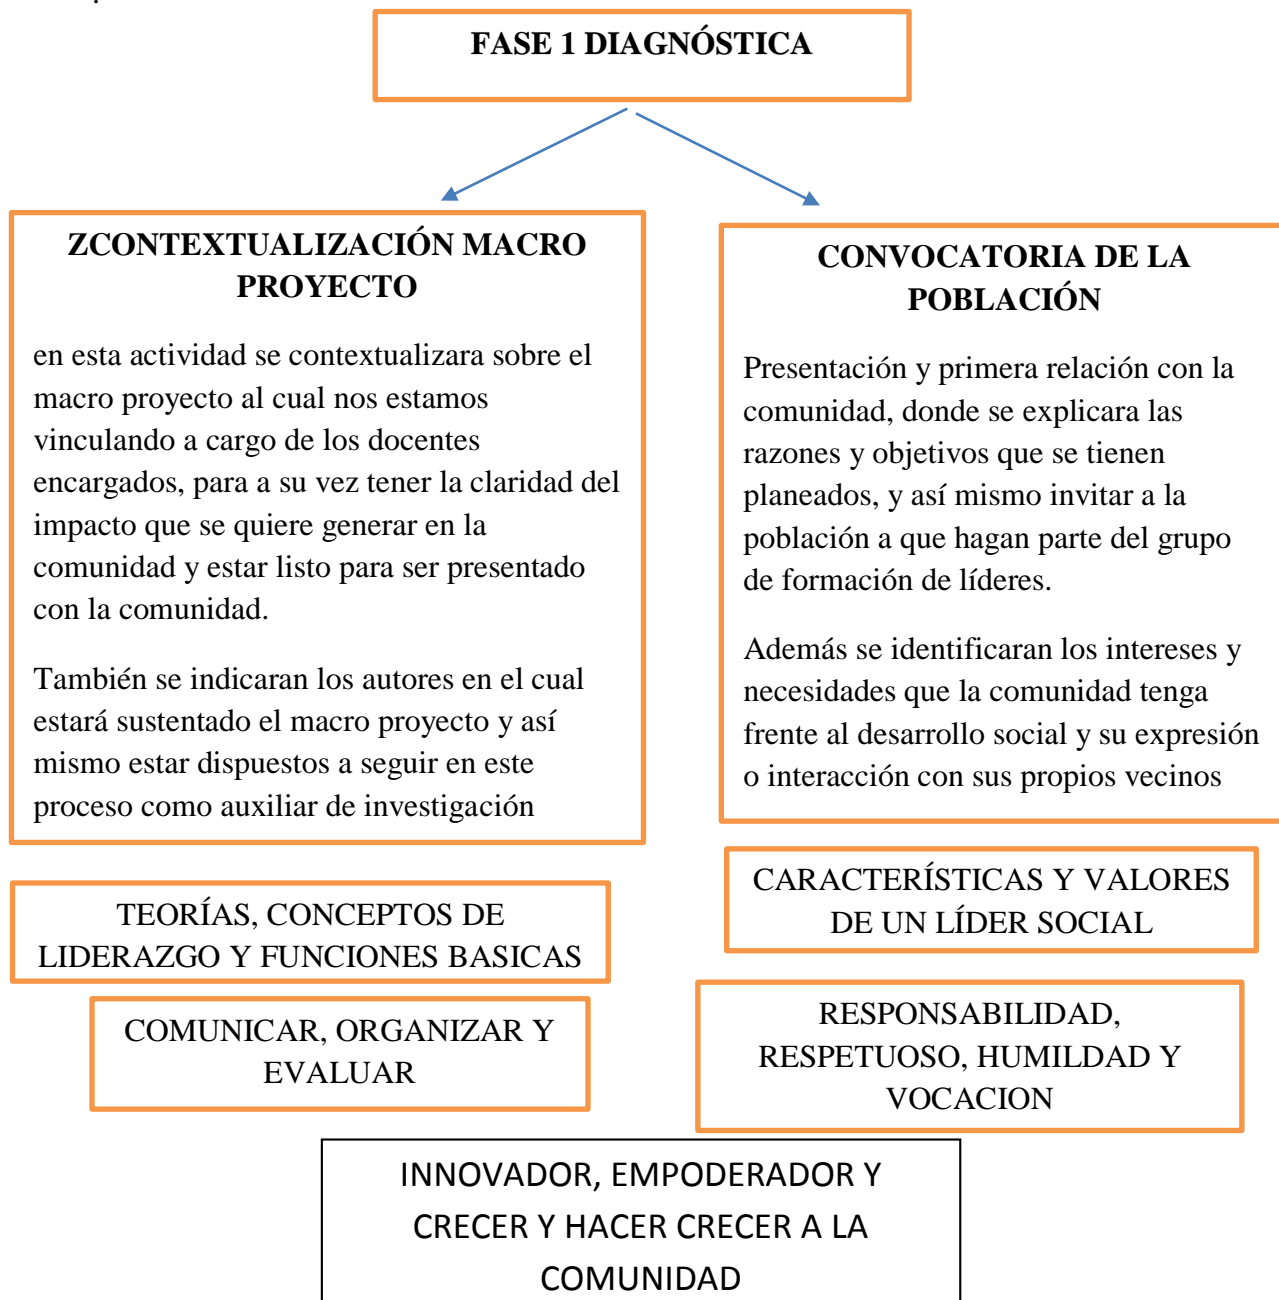 FASE 1 DIAGNÓSTICA
ZCONTEXTUALIZACIÓN MACRO
PROYECTO
en esta actividad se contextualizara sobre el
macro proyecto al cual nos estamos
vinculando a cargo de los docentes
encargados, para a su vez tener la claridad del
impacto que se quiere generar en la
comunidad y estar listo para ser presentado
con la comunidad.
También se indicaran los autores en el cual
estará sustentado el macro proyecto y así
mismo estar dispuestos a seguir en este
proceso como auxiliar de investigación
CONVOCATORIA DE LA
POBLACIÓN
Presentación y primera relación con la
comunidad, donde se explicara las
razones y objetivos que se tienen
planeados, y así mismo invitar a la
población a que hagan parte del grupo
de formación de líderes.
Además se identificaran los intereses y
necesidades que la comunidad tenga
frente al desarrollo social y su expresión
o interacción con sus propios vecinos
TEORÍAS, CONCEPTOS DE
LIDERAZGO Y FUNCIONES BASICAS
CARACTERÍSTICAS Y VALORES
DE UN LÍDER SOCIAL
COMUNICAR, ORGANIZAR Y
EVALUAR
RESPONSABILIDAD,
RESPETUOSO, HUMILDAD Y
VOCACION
INNOVADOR, EMPODERADOR Y
CRECER Y HACER CRECER A LA
COMUNIDAD